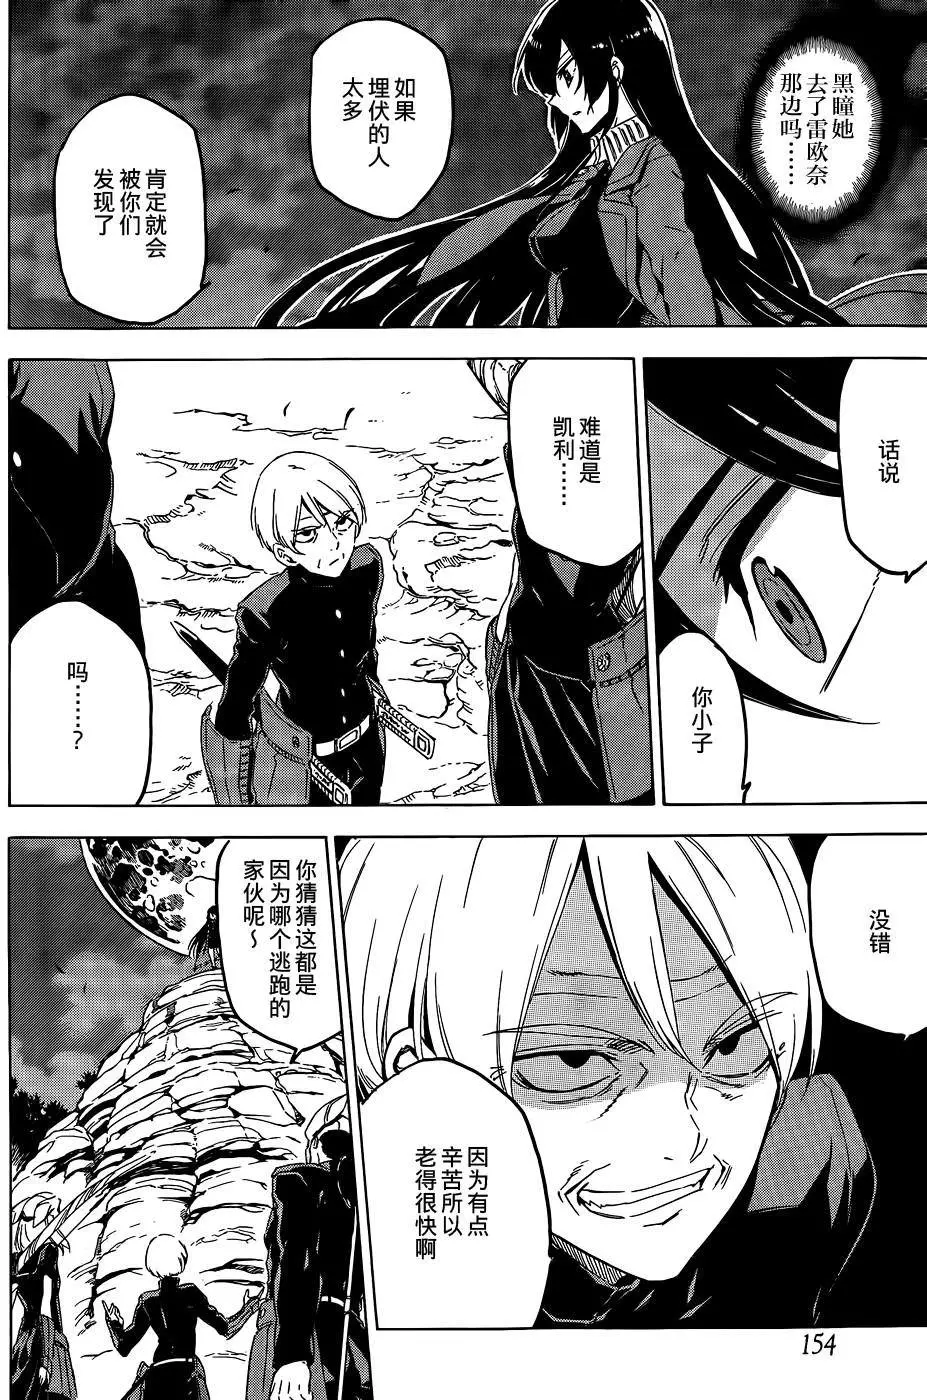 黑瞳她
去了雷欧奈
那边吗……
如果
埋伏的人
太多
肯定就会
被你们
发现了
话说
你小子
难道是
凯利……
吗……？
没错
因为有点
辛苦所以
老得很快啊
你猜猜这都是
因为哪个逃跑的
家伙呢～
154